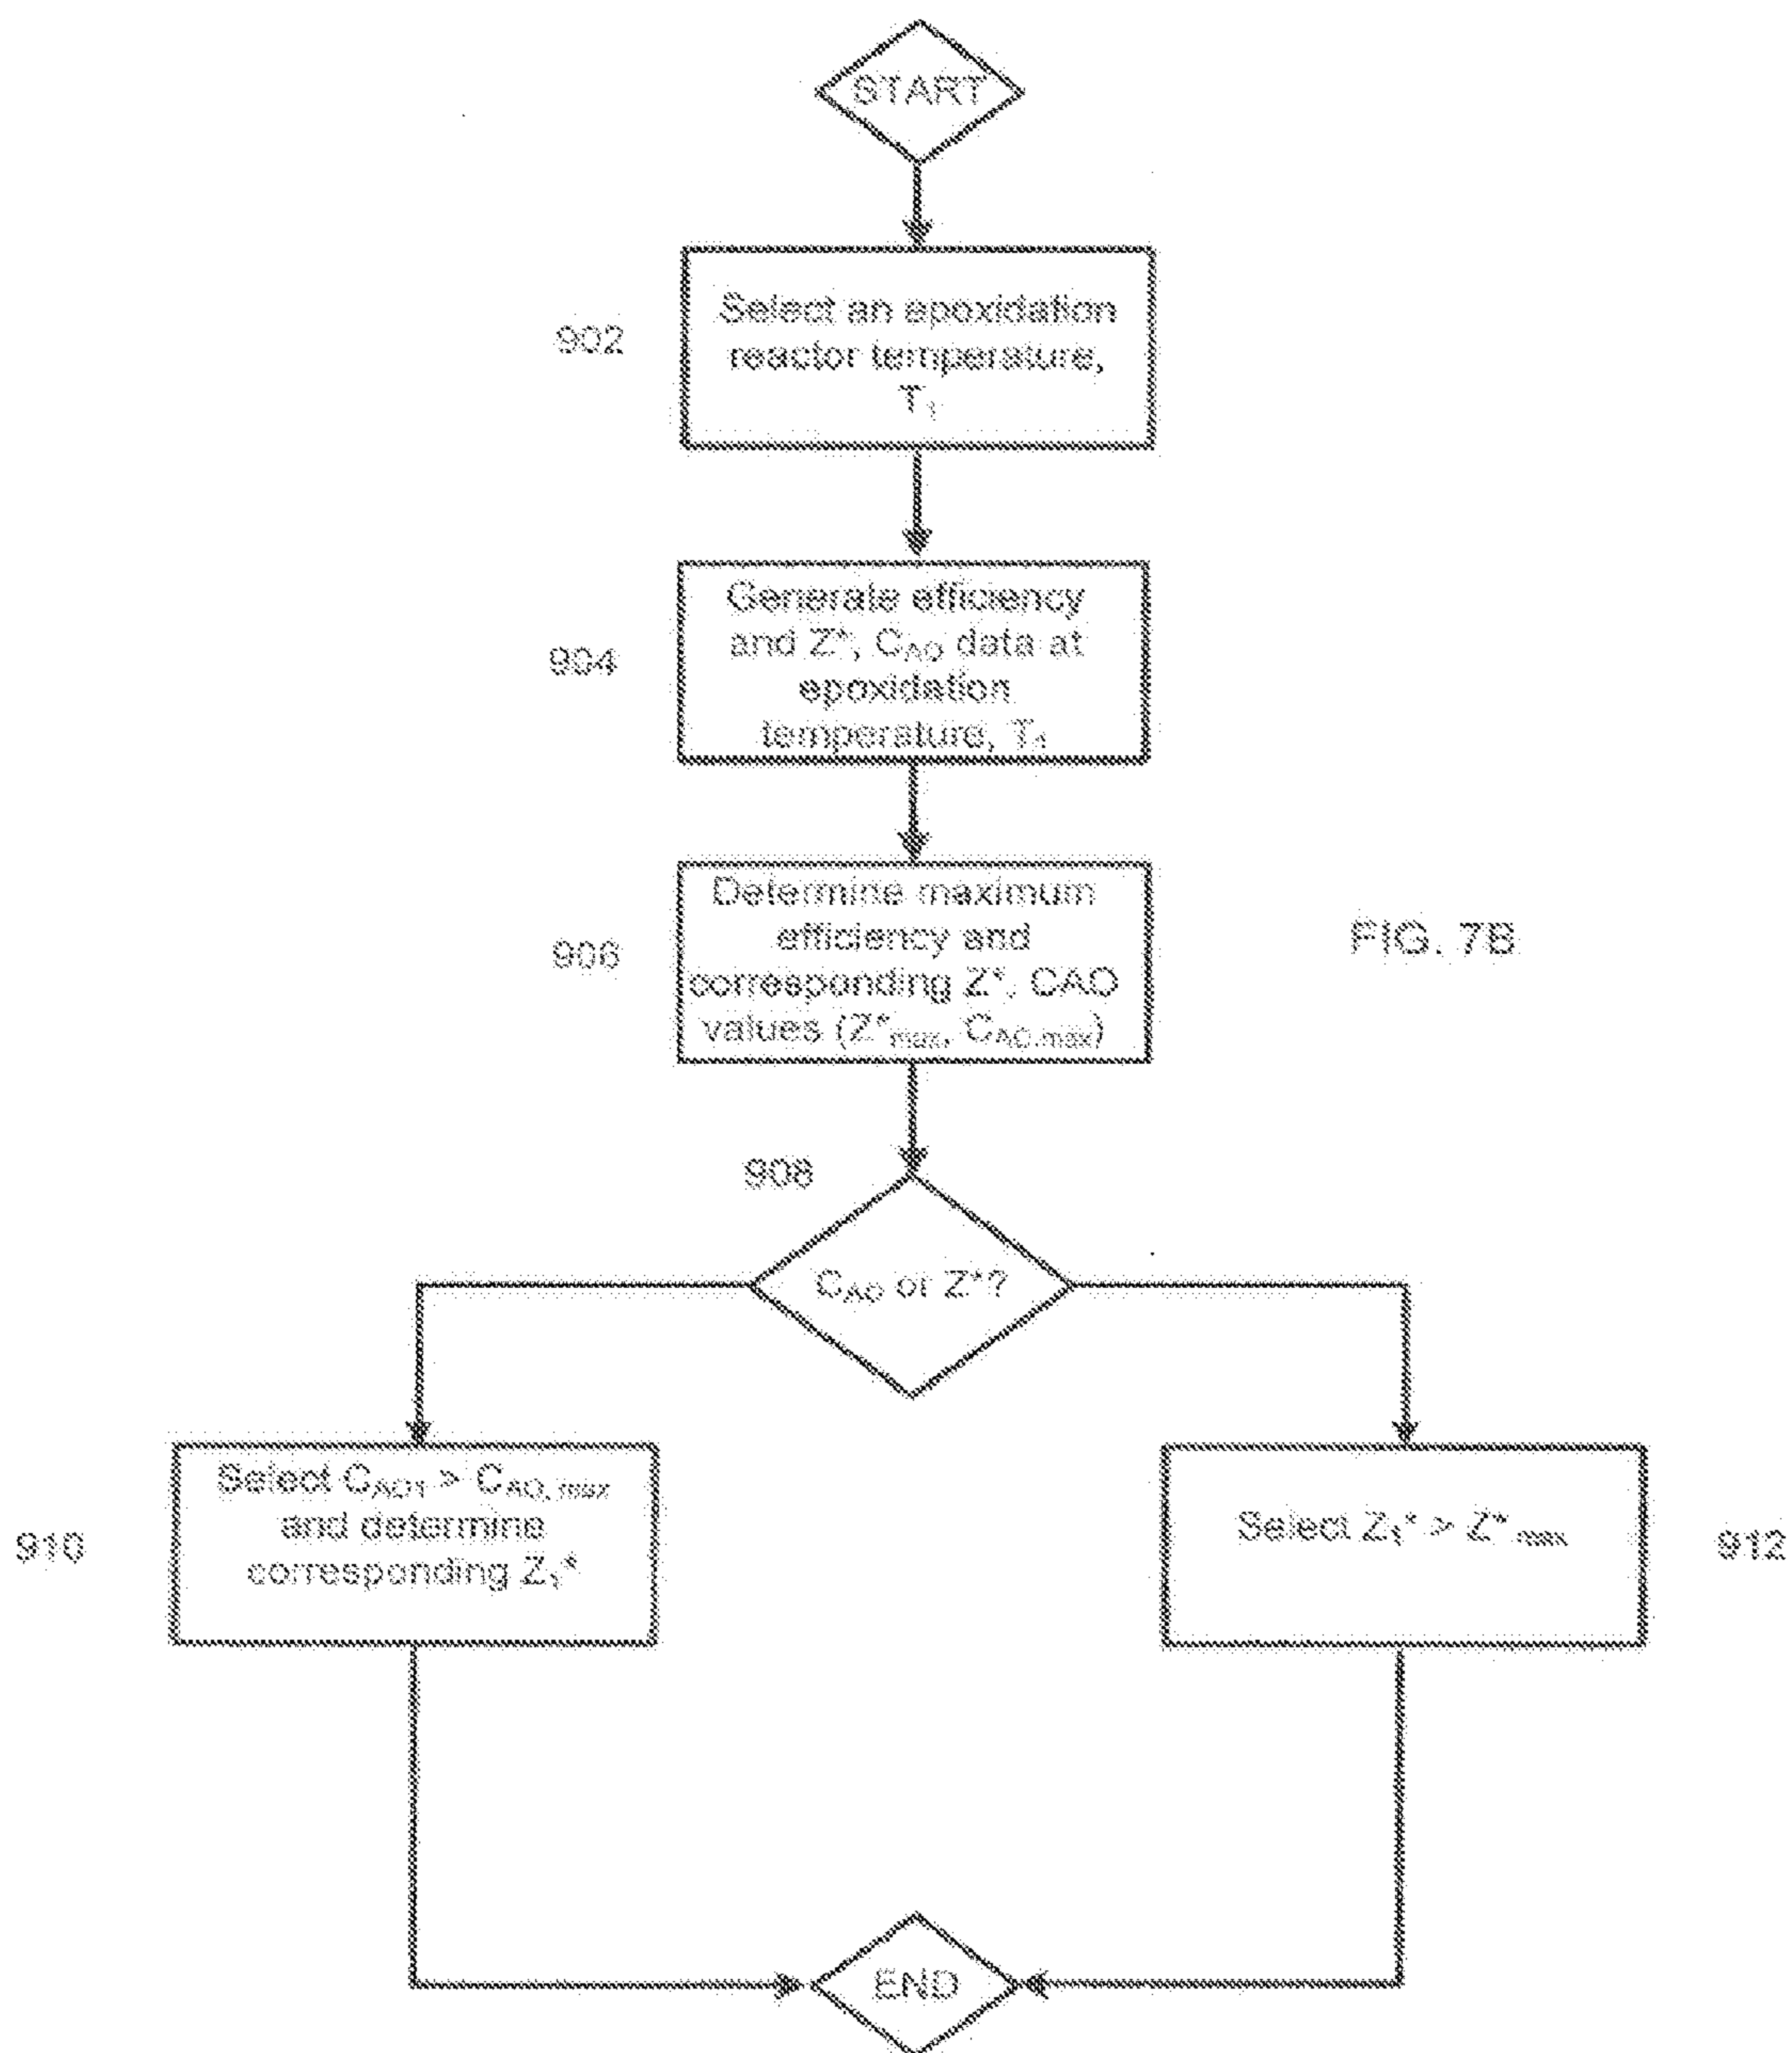 START
902
Select an epoxidation
reactor temperature,
T₁
904
Generate efficiency
and Z*, C_AO data at
epoxidation
temperature, T₁
906
Determine maximum
efficiency and
corresponding Z*, CAO
values (Z*max, C_AO,max)
FIG. 7B
908
C_AO or Z*?
910
Select C_AO1 > C_AO, max
and determine
corresponding Z₁*
Select Z₁* > Z*max
912
END